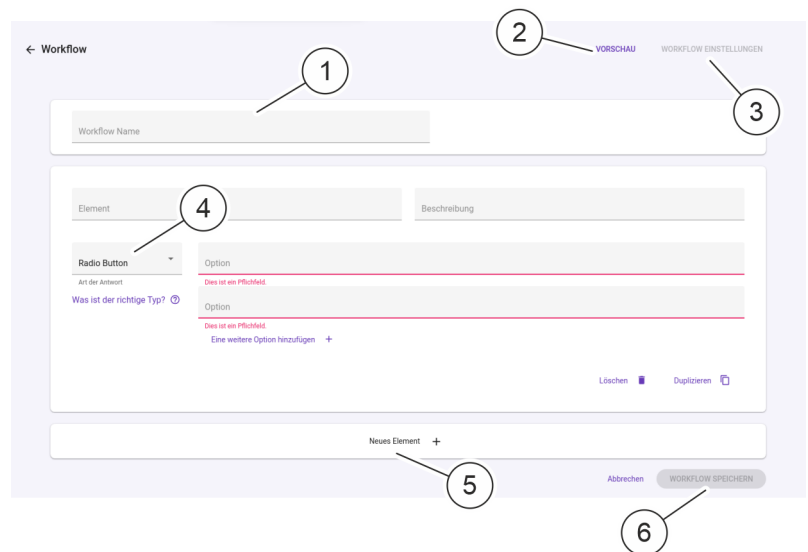 2
← Workflow
VORSCHAU WORKFLOW EINSTELLUNGEN
1
3
Workflow Name
4
Element Beschreibung
Radio Button Option
Art der Antwort Dies ist ein Pflichfeld.
Was ist der richtige Typ? Option
Dies ist ein Pflichfeld.
Eine weitere Option hinzufügen +
Löschen Duplizieren
Neues Element +
5
Abbrechen WORKFLOW SPEICHERN
6